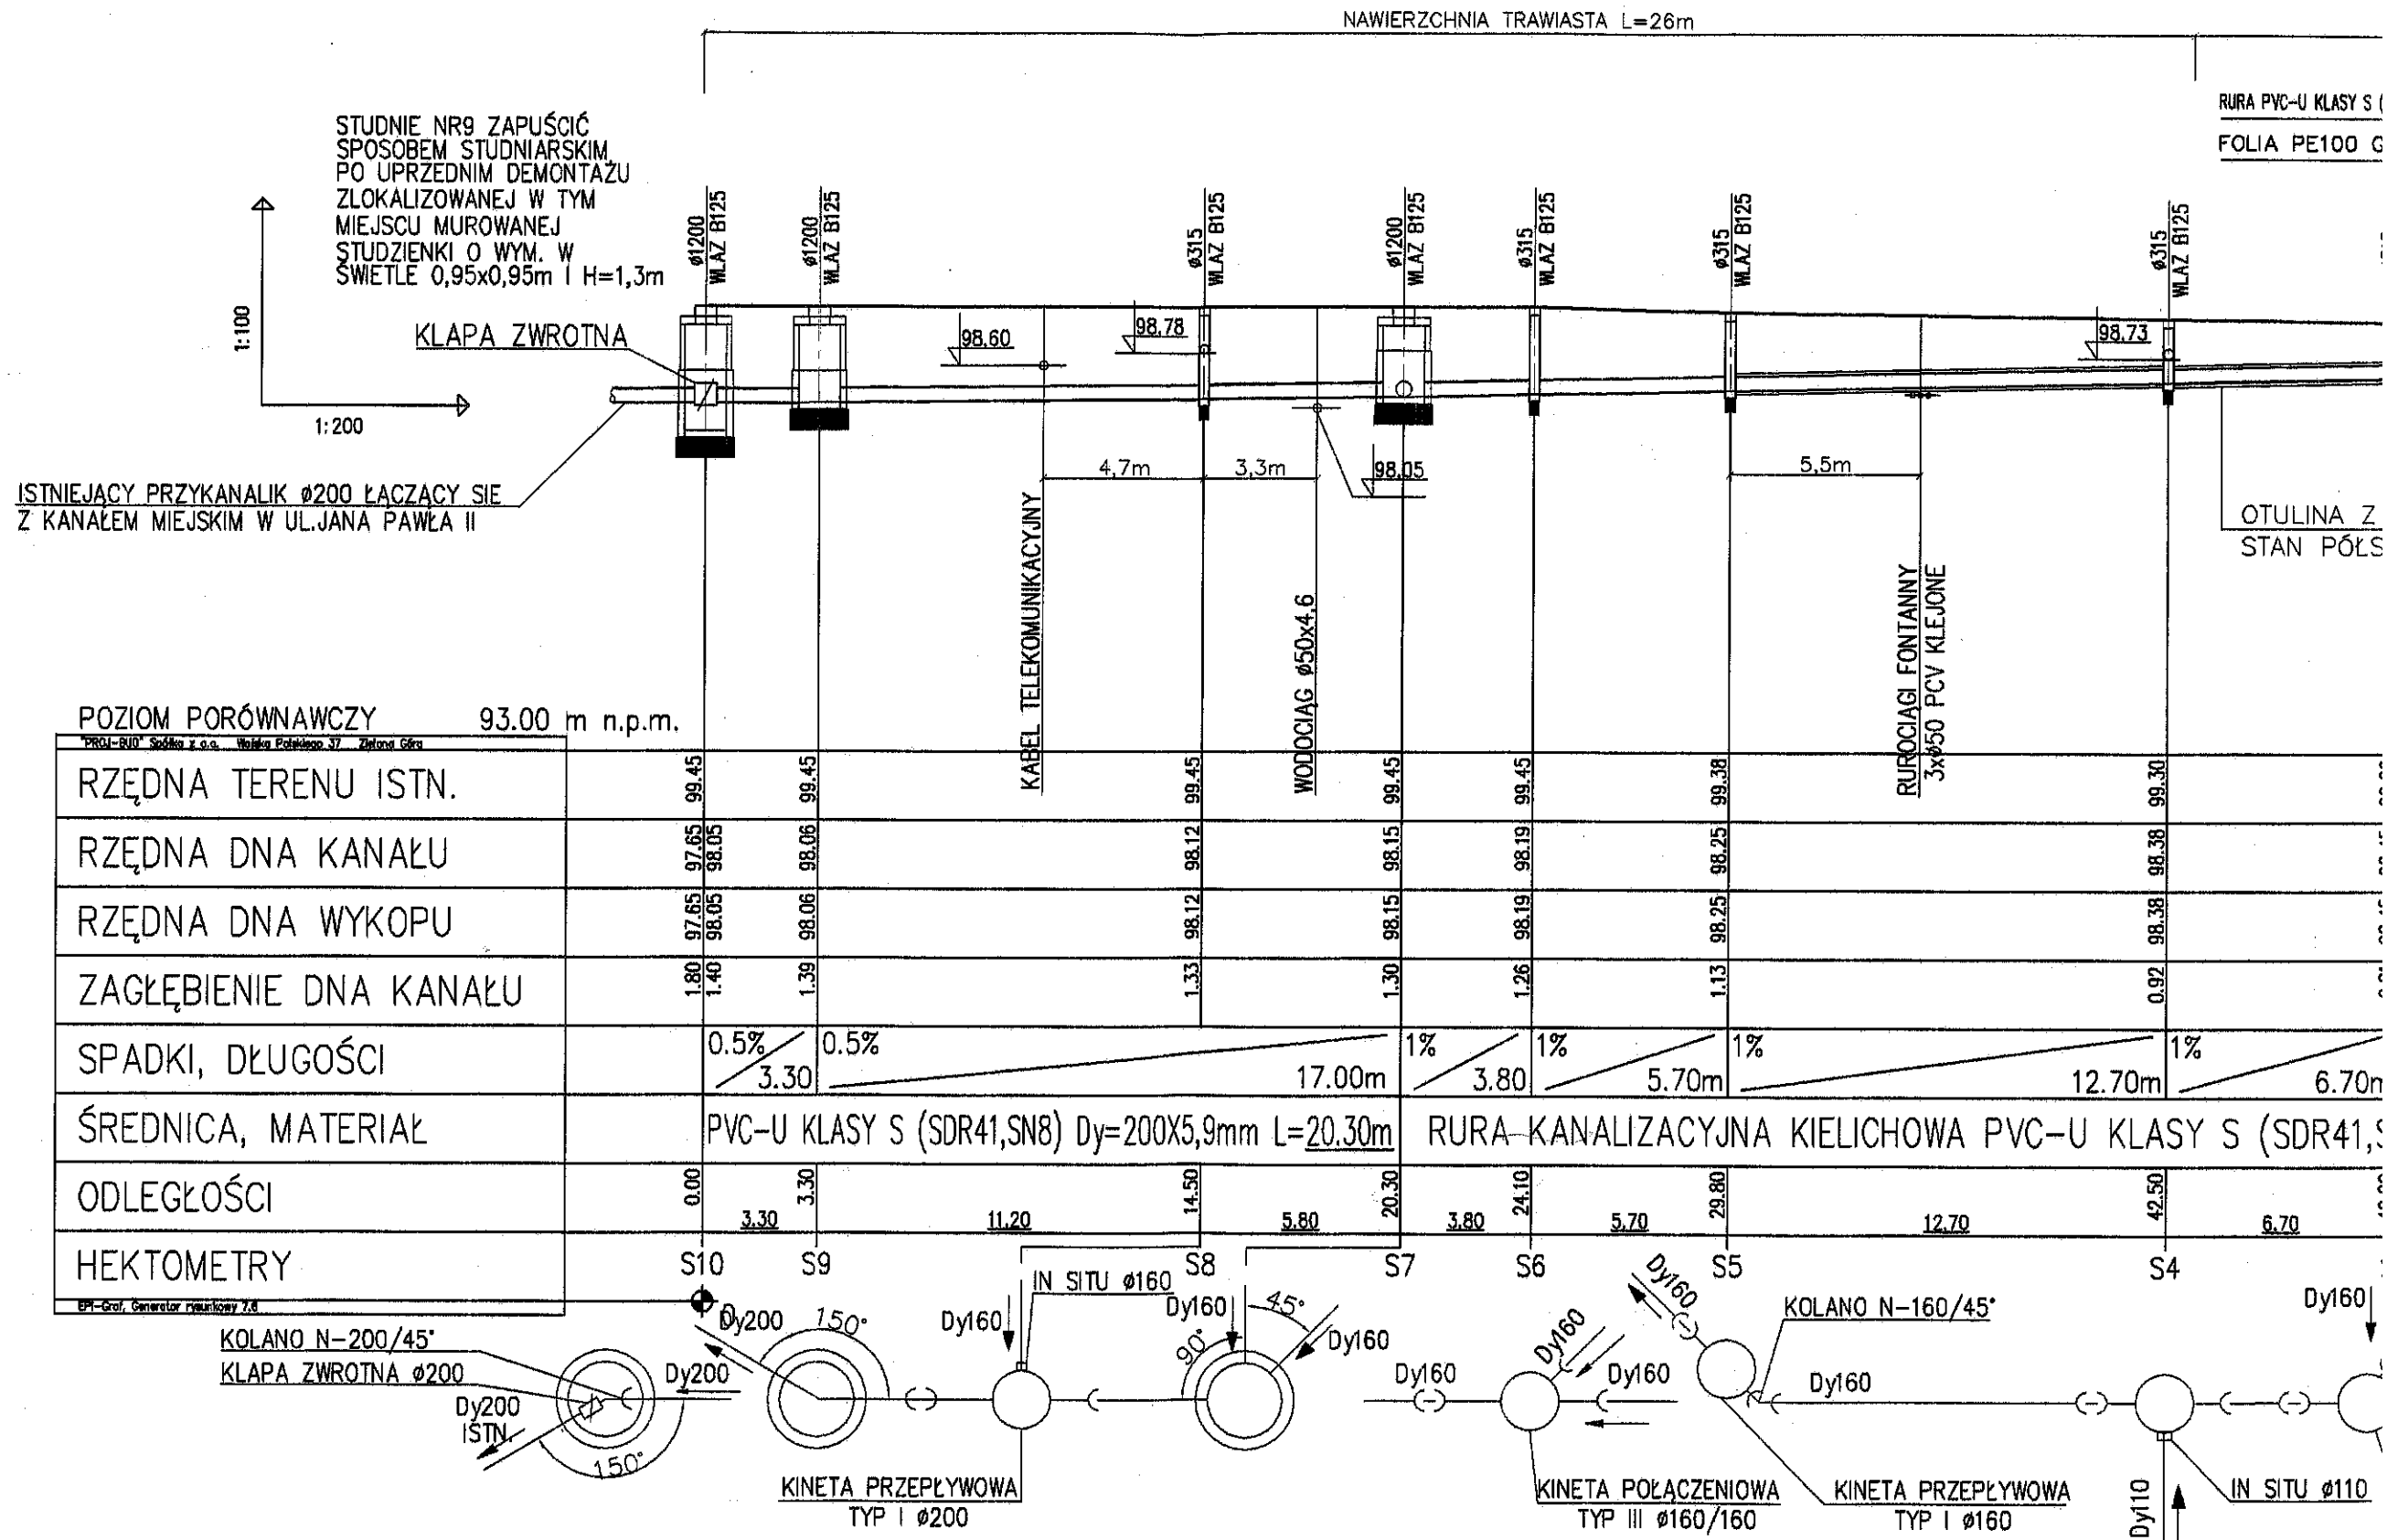 NAWIERZCHNIA TRAWIASTA L=26m
RURA PVC-U KLASY S (
FOLIA PE100 G
STUDNIE NR9 ZAPUŚCIĆ
SPOSOBEM STUDNIARSKIM,
PO UPRZEDNIM DEMONTAŻU
ZLOKALIZOWANEJ W TYM
MIEJSCU MUROWANEJ
STUDZIENKI O WYM. W
ŚWIETLE 0,95x0,95m I H=1,3m
ø1200
WŁAZ B125
ø1200
WŁAZ B125
ø315
WŁAZ B125
ø1200
WŁAZ B125
ø315
WŁAZ B125
ø315
WŁAZ B125
ø315
WŁAZ B125
1:100
1:200
KLAPA ZWROTNA
98.60
98.78
98.73
4,7m
3,3m
98.05
5,5m
ISTNIEJĄCY PRZYKANALIK ø200 ŁĄCZĄCY SIE
Z KANAŁEM MIEJSKIM W UL.JANA PAWŁA II
OTULINA Z
STAN PÓŁS
KABEL TELEKOMUNIKACYJNY
WODOCIĄG ø50x4,6
RUROCIĄGI FONTANNY
3xø50 PCV KLEJONE
POZIOM PORÓWNAWCZY 93.00 m n.p.m.
"PROJ-BUD" Spółka z o.o. Wojska Polskiego 37 Zielona Góra
RZĘDNA TERENU ISTN. 99.45 99.45 99.45 99.45 99.45 99.38 99.30
RZĘDNA DNA KANAŁU 97.65 98.05 98.06 98.12 98.15 98.19 98.25 98.38
RZĘDNA DNA WYKOPU 97.65 98.05 98.06 98.12 98.15 98.19 98.25 98.38
ZAGŁĘBIENIE DNA KANAŁU 1.80 1.40 1.39 1.33 1.30 1.26 1.13 0.92
SPADKI, DŁUGOŚCI 0.5% 3.30 0.5% 17.00m 1% 3.80 1% 5.70m 1% 12.70m 1% 6.70m
ŚREDNICA, MATERIAŁ PVC-U KLASY S (SDR41,SN8) Dy=200X5,9mm L=20.30m RURA KANALIZACYJNA KIELICHOWA PVC-U KLASY S (SDR41,S
ODLEGŁOŚCI 0.00 3.30 14.50 20.30 24.10 29.80 42.50
3.30 11.20 5.80 3.80 5.70 12.70 6.70
HEKTOMETRY S10 S9 S8 S7 S6 S5 S4
EPI-Graf, Generator rysunkowy 7.6
KOLANO N-200/45°
KLAPA ZWROTNA ø200
Dy200
ISTN.
150°
Dy200
Dy200
150°
Dy160
IN SITU ø160
Dy160
45°
90°
Dy160
Dy160
Dy160
Dy160
Dy160
KOLANO N-160/45°
Dy160
Dy160
KINETA PRZEPŁYWOWA
TYP I ø200
KINETA POŁĄCZENIOWA
TYP III ø160/160
KINETA PRZEPŁYWOWA
TYP I ø160
Dy110
IN SITU ø110